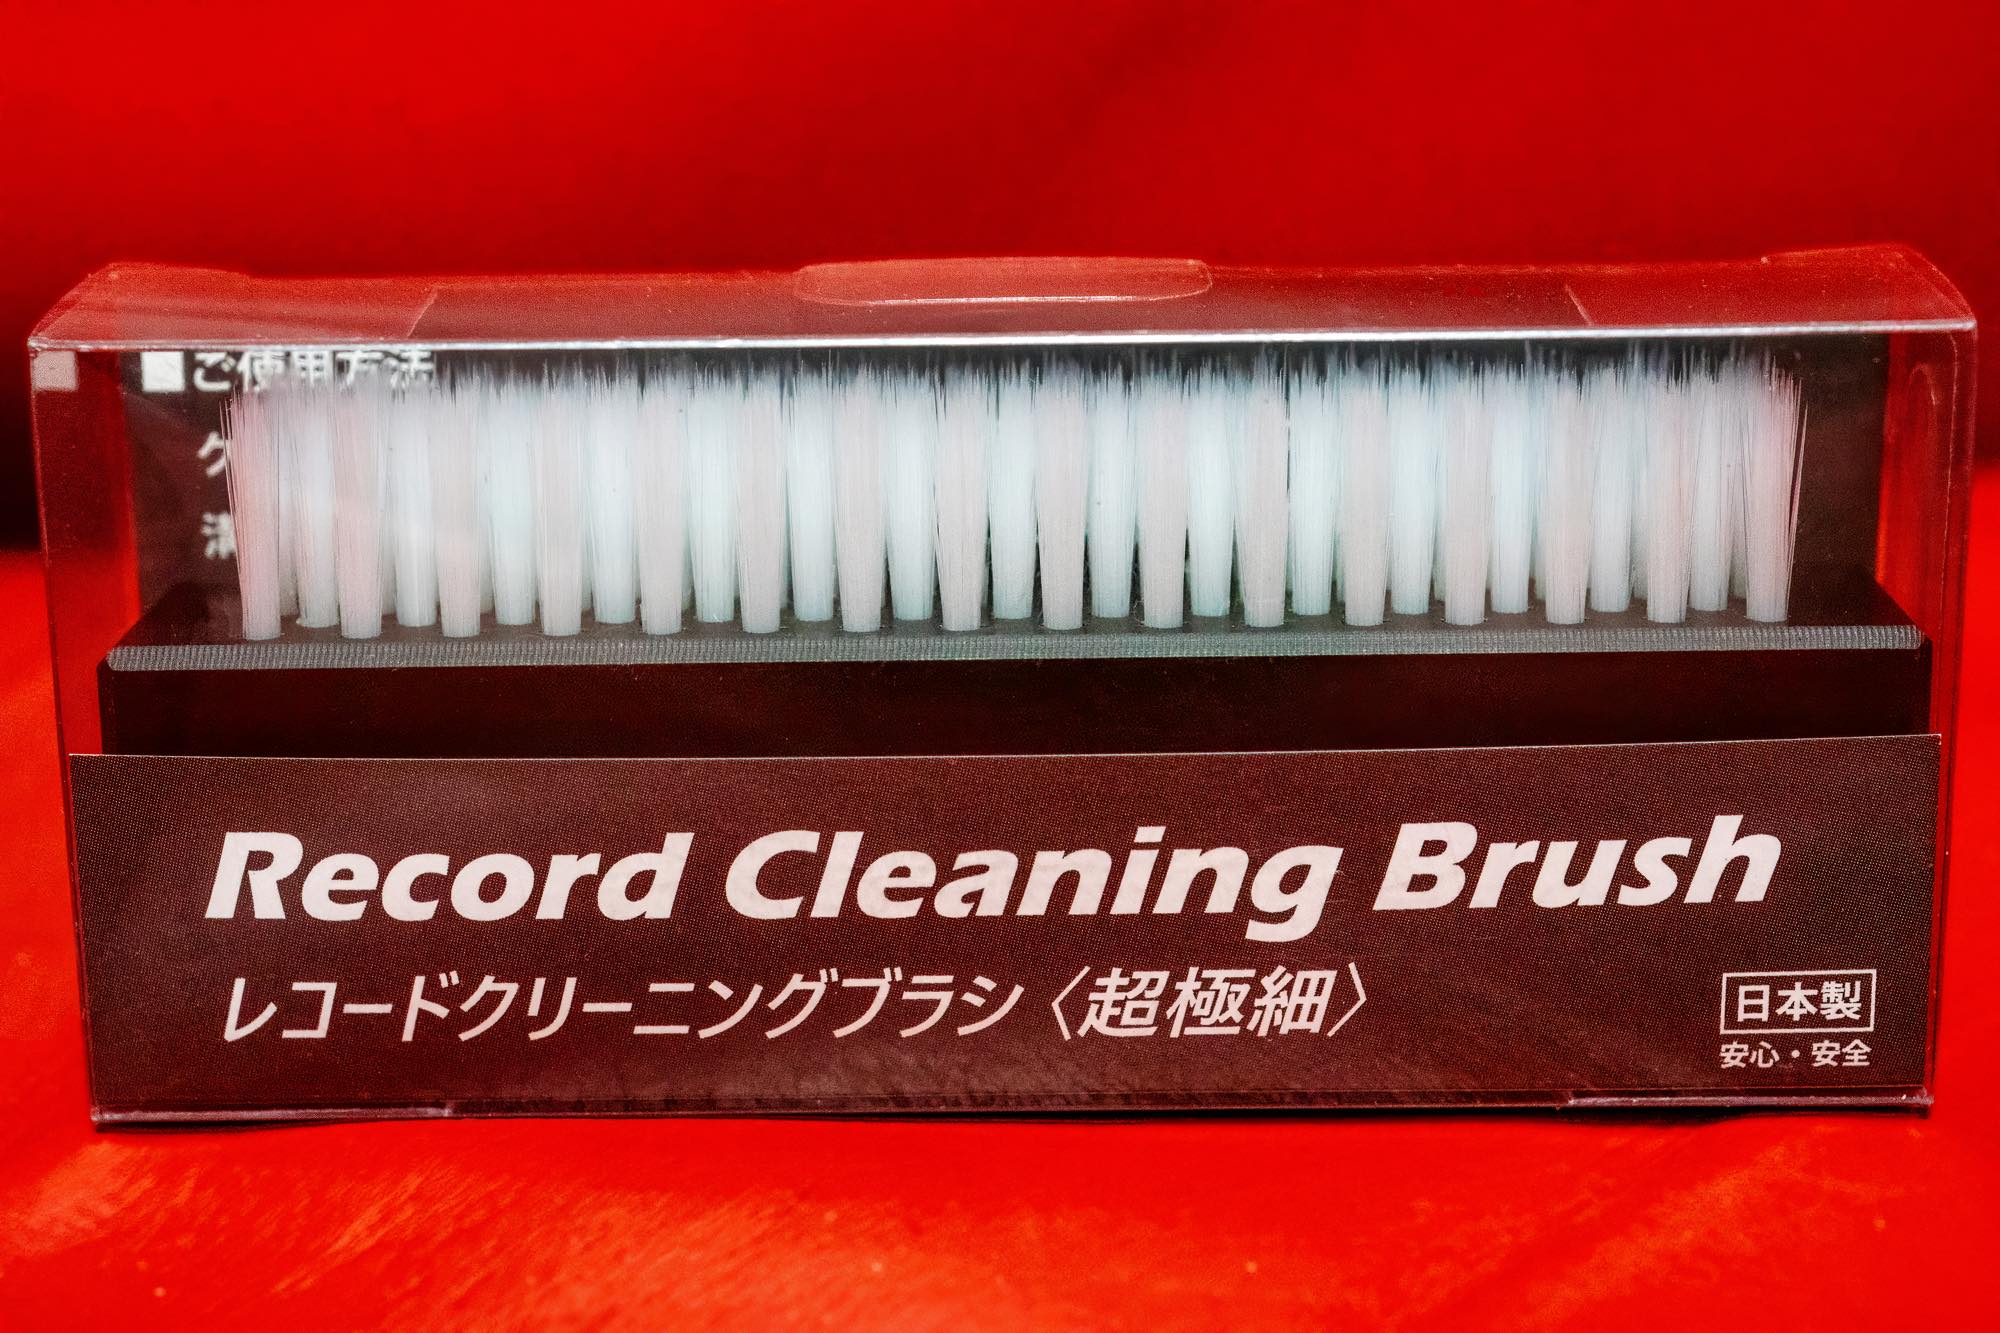 ■ご使用方法
Record Cleaning Brush
レコードクリーニングブラシ〈超極細〉
日本製
安心・安全